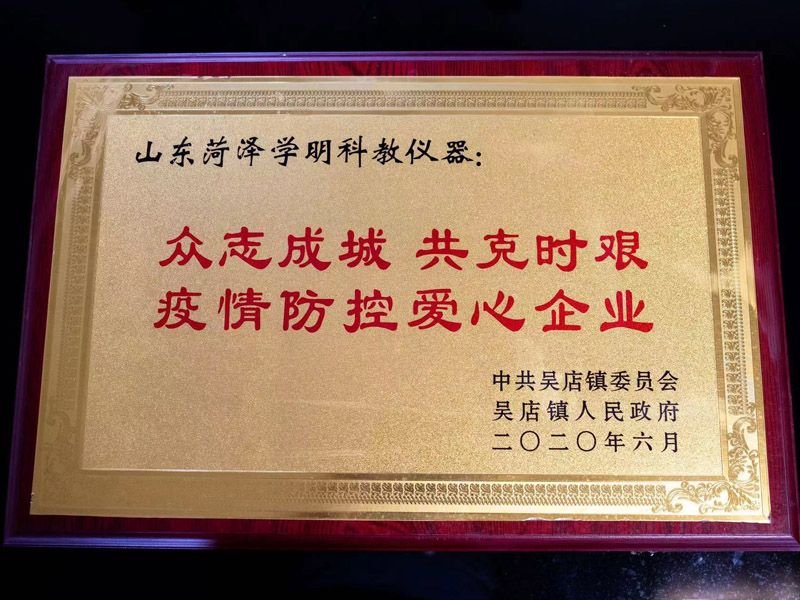 山东菏泽学明科教仪器：
众志成城 共克时艰
疫情防控爱心企业
中共吴店镇委员会
吴店镇人民政府
二〇二〇年六月